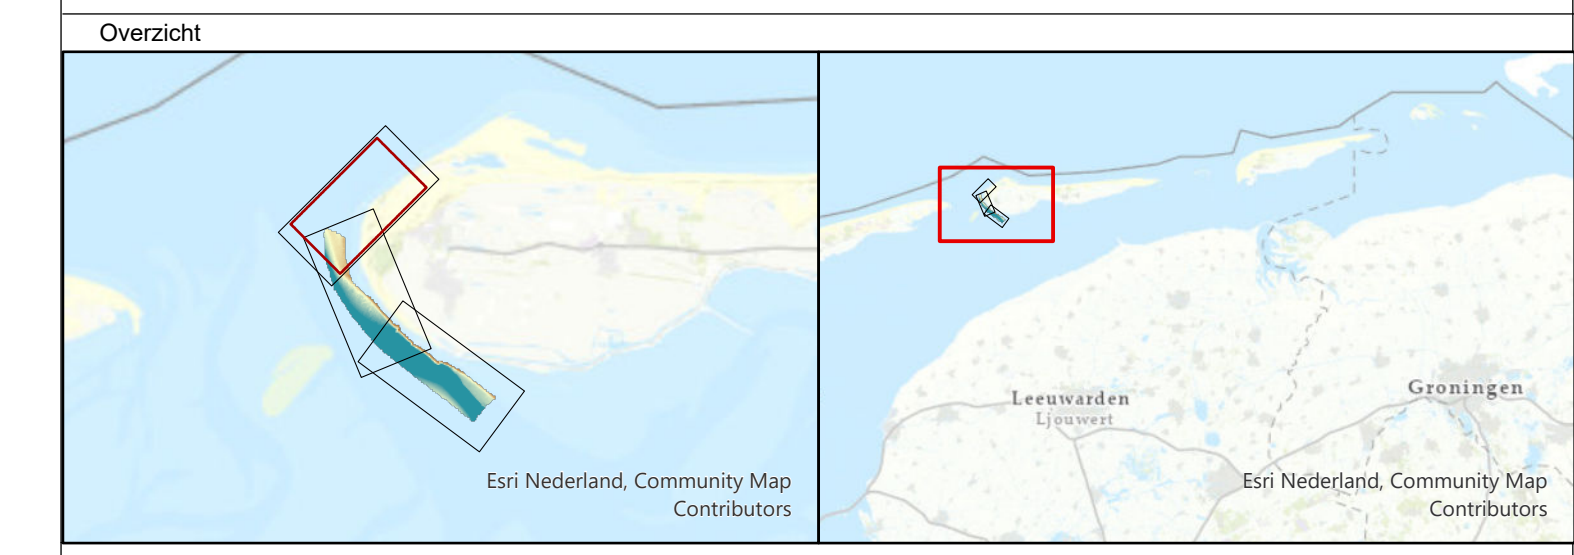 Overzicht
Esri Nederland, Community Map
Contributors
Leeuwarden
Ljouwert
Groningen
Esri Nederland, Community Map
Contributors